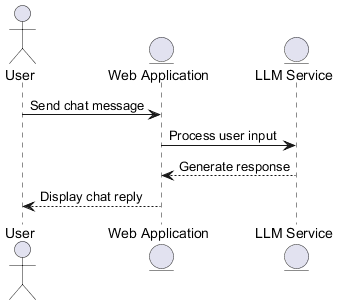 User
Web Application
LLM Service
Send chat message
Process user input
Generate response
Display chat reply
User
Web Application
LLM Service